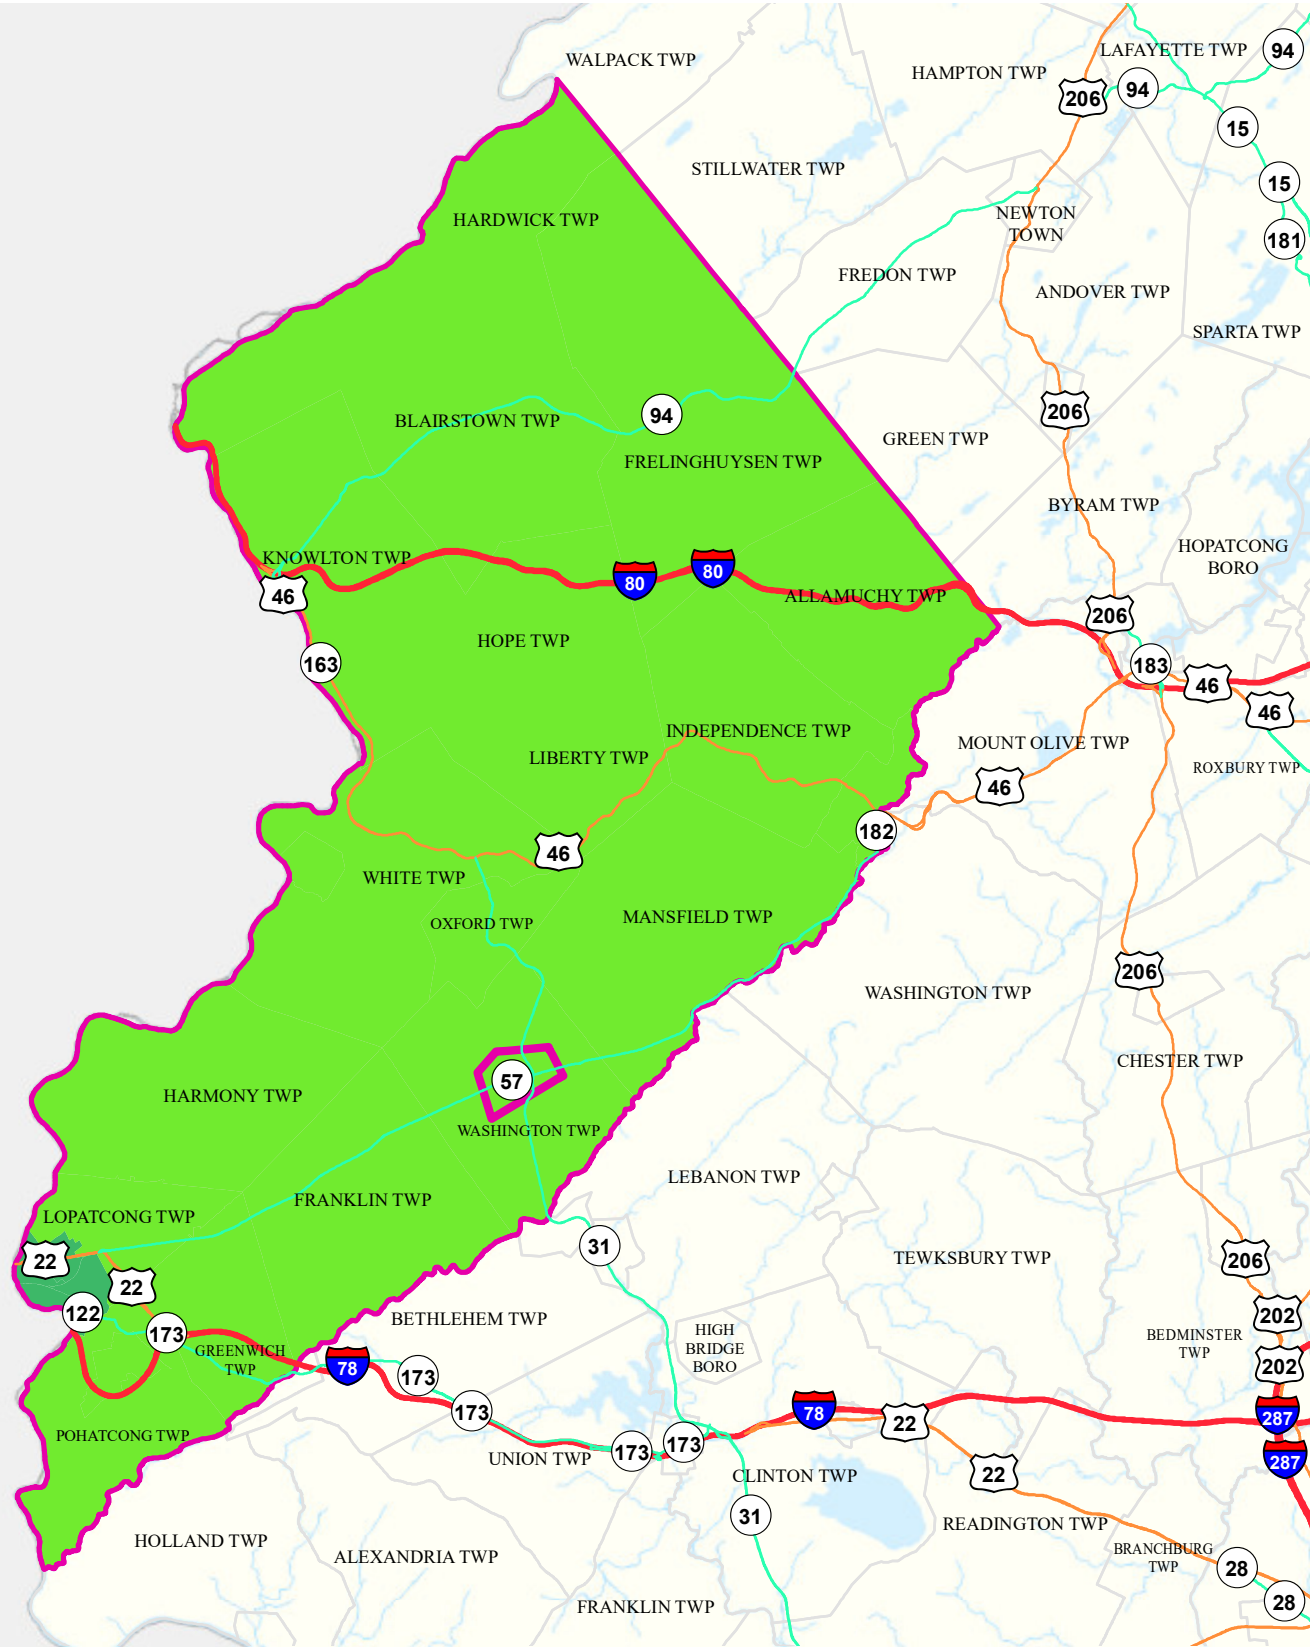 WALPACK TWP
HAMPTON TWP
LAFAYETTE TWP
94
206
94
15
STILLWATER TWP
15
HARDWICK TWP
NEWTON
TOWN
181
FREDON TWP
ANDOVER TWP
SPARTA TWP
94
206
BLAIRSTOWN TWP
GREEN TWP
FRELINGHUYSEN TWP
BYRAM TWP
HOPATCONG
BORO
KNOWLTON TWP
80
80
46
ALLAMUCHY TWP
206
HOPE TWP
163
183
46
46
INDEPENDENCE TWP
LIBERTY TWP
MOUNT OLIVE TWP
ROXBURY TWP
46
182
46
WHITE TWP
OXFORD TWP
MANSFIELD TWP
206
WASHINGTON TWP
CHESTER TWP
57
HARMONY TWP
WASHINGTON TWP
LEBANON TWP
FRANKLIN TWP
LOPATCONG TWP
31
22
22
TEWKSBURY TWP
206
122
BETHLEHEM TWP
202
173
HIGH
BRIDGE
BORO
BEDMINSTER
TWP
GREENWICH
TWP
78
173
202
173
78
22
287
POHATCONG TWP
173
173
UNION TWP
287
CLINTON TWP
22
31
READINGTON TWP
HOLLAND TWP
ALEXANDRIA TWP
BRANCHBURG
TWP
28
28
FRANKLIN TWP